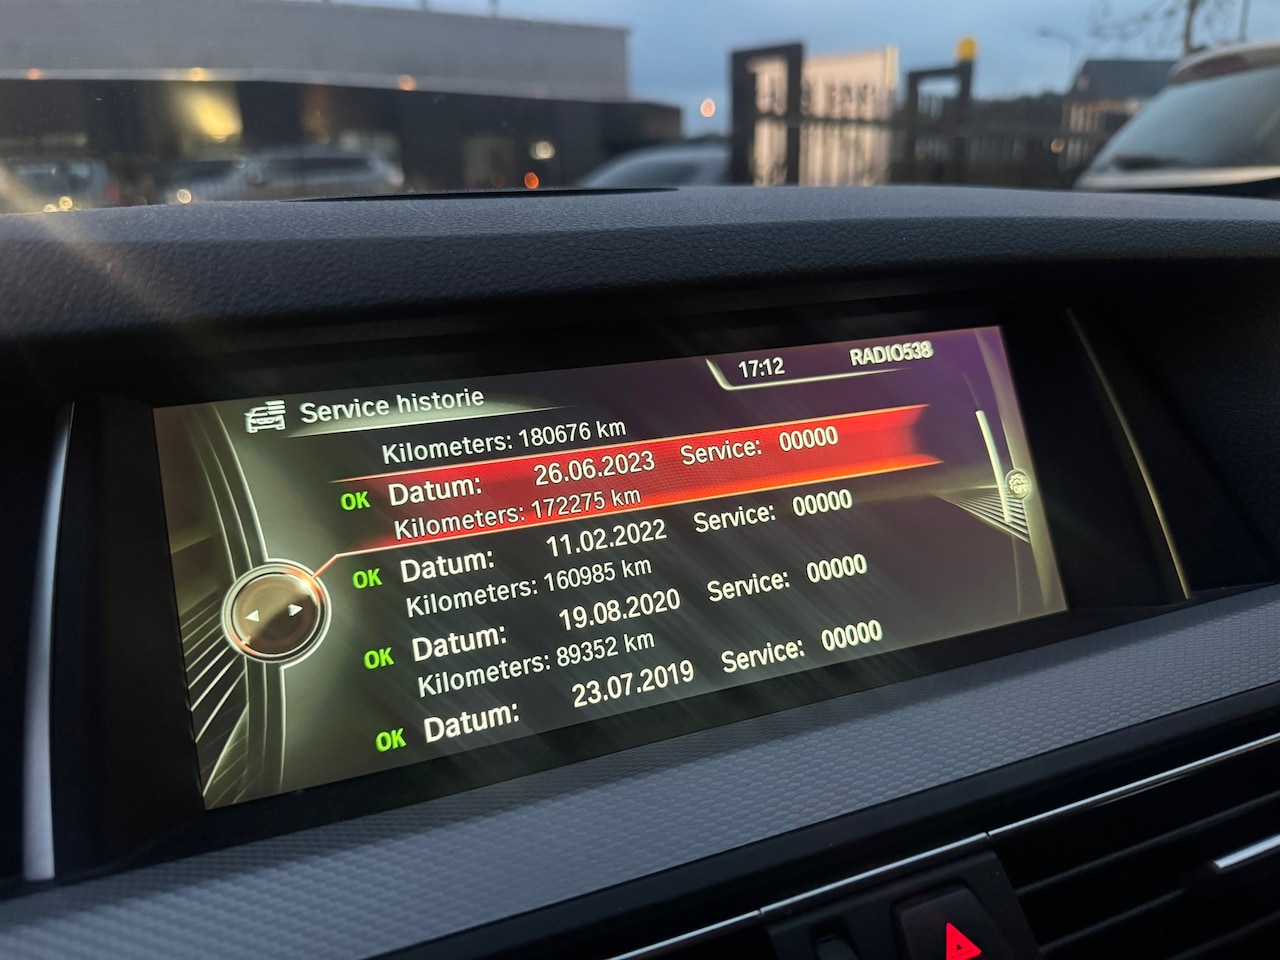 17:12 RADIO538
Service historie
Kilometers: 180676 km
OK Datum: 26.06.2023 Service: 00000
Kilometers: 172275 km
OK Datum: 11.02.2022 Service: 00000
Kilometers: 160985 km
OK Datum: 19.08.2020 Service: 00000
Kilometers: 89352 km
OK Datum: 23.07.2019 Service: 00000